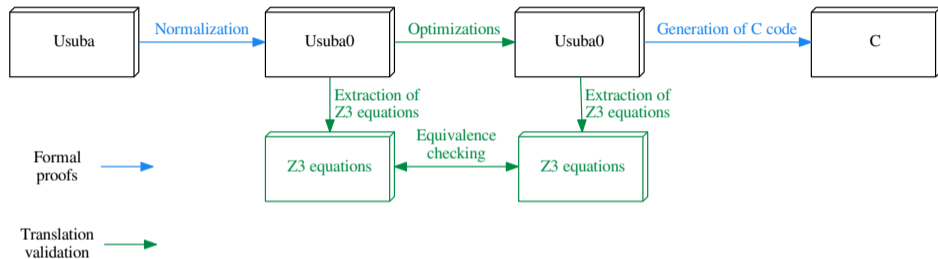 Usuba
Normalization
Usuba0
Optimizations
Usuba0
Generation of C code
C
Extraction of
Z3 equations
Extraction of
Z3 equations
Z3 equations
Equivalence
checking
Z3 equations
Formal
proofs
Translation
validation